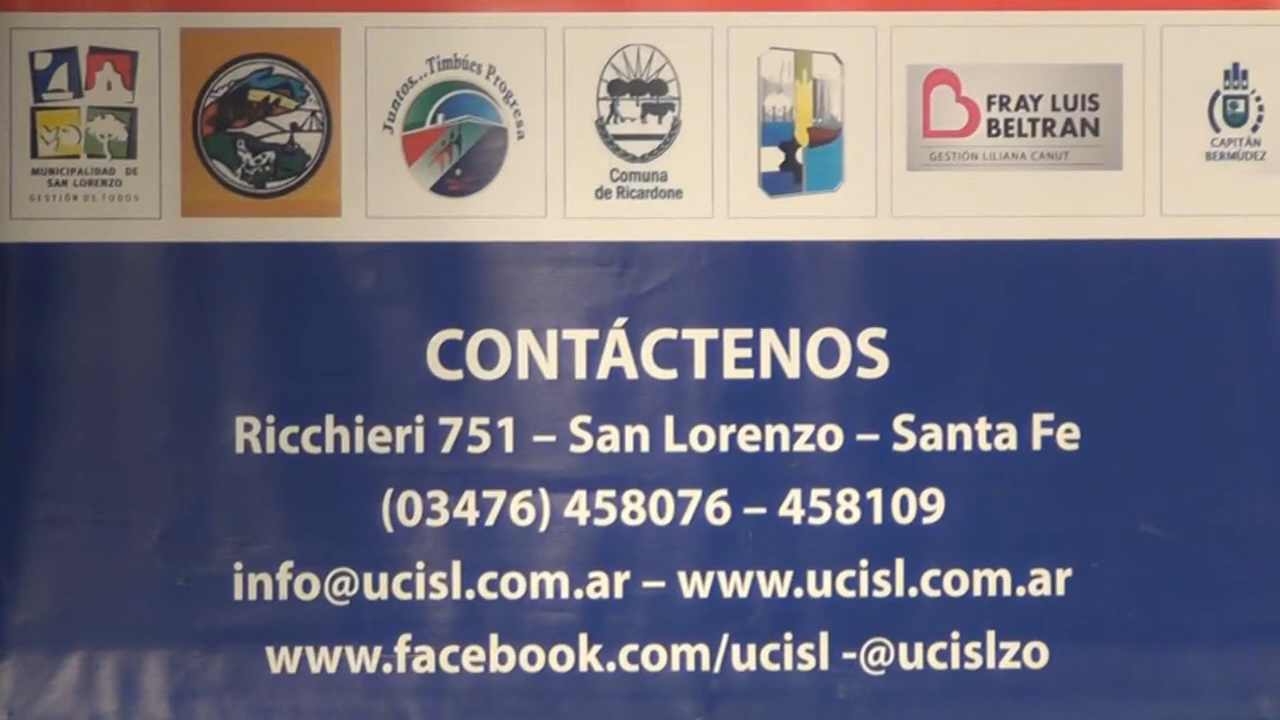 MUNICIPALIDAD DE
SAN LORENZO
GESTIÓN DE TODOS
Juntos...Timbúes Progresa
Comuna
de Ricardone
FRAY LUIS
BELTRAN
GESTIÓN LILIANA CANUT
CAPITÁN
BERMÚDEZ
CONTÁCTENOS
Ricchieri 751 – San Lorenzo – Santa Fe
(03476) 458076 – 458109
info@ucisl.com.ar – www.ucisl.com.ar
www.facebook.com/ucisl -@ucislzo